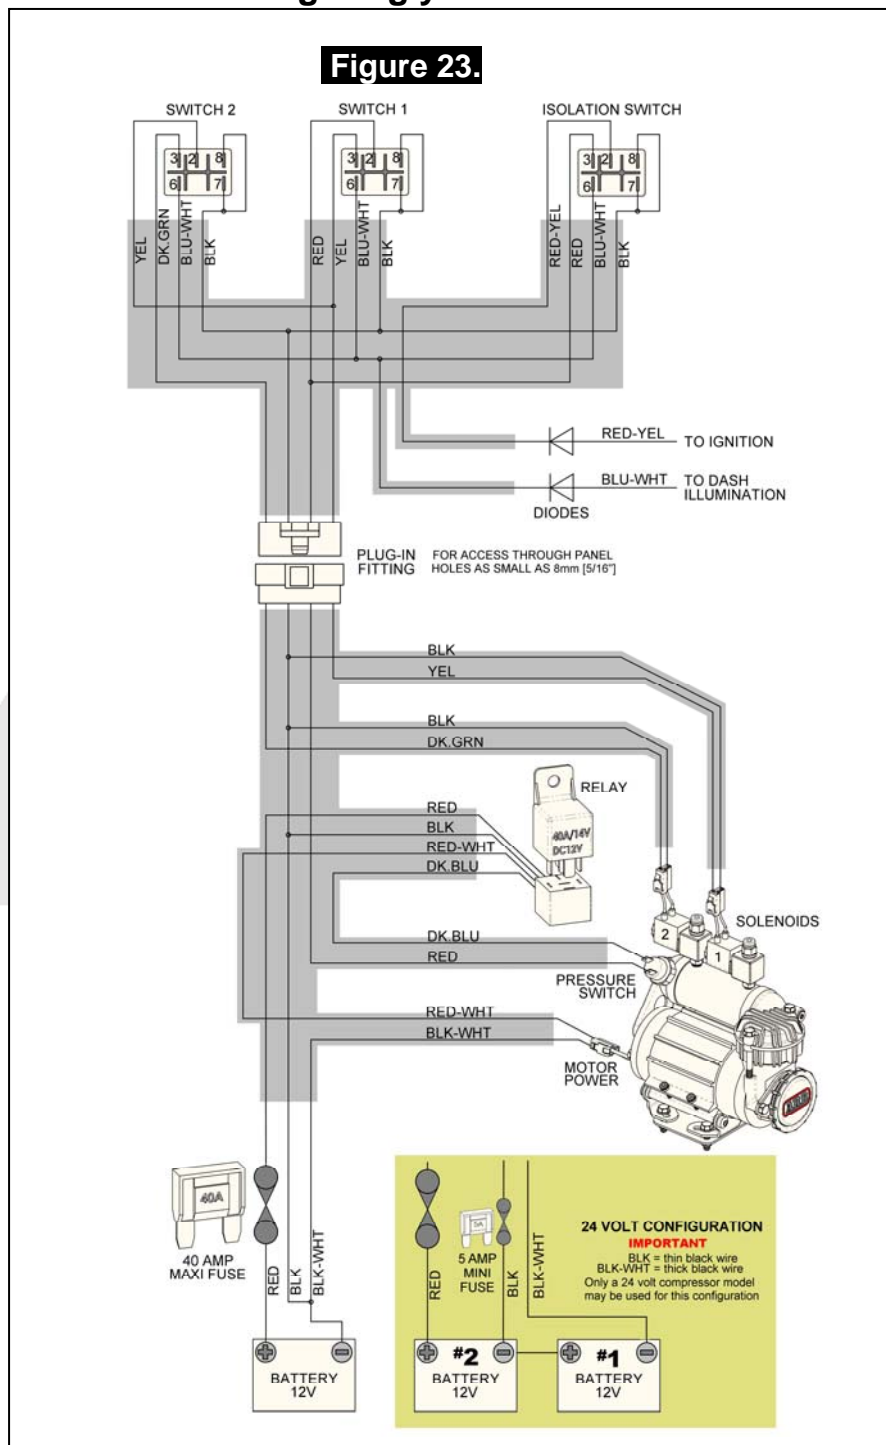 Figure 23.
SWITCH 2
SWITCH 1
ISOLATION SWITCH
3 2 8
6 7
3 2 8
6 7
3 2 8
6 7
YEL
DK.GRN
BLU-WHT
BLK
RED
YEL
BLU-WHT
BLK
RED-YEL
RED
BLU-WHT
BLK
RED-YEL
TO IGNITION
BLU-WHT
TO DASH
ILLUMINATION
DIODES
PLUG-IN
FITTING
FOR ACCESS THROUGH PANEL
HOLES AS SMALL AS 8mm [5/16"]
BLK
YEL
BLK
DK.GRN
RELAY
40A/14V
DC12V
RED
BLK
RED-WHT
DK.BLU
SOLENOIDS
2
1
DK.BLU
RED
PRESSURE
SWITCH
RED-WHT
BLK-WHT
MOTOR
POWER
40A
40 AMP
MAXI FUSE
RED
BLK
BLK-WHT
BATTERY
12V
RED
5A
5 AMP
MINI
FUSE
BLK
BLK-WHT
24 VOLT CONFIGURATION
IMPORTANT
BLK = thin black wire
BLK-WHT = thick black wire
Only a 24 volt compressor model
may be used for this configuration
#2
BATTERY
12V
#1
BATTERY
12V